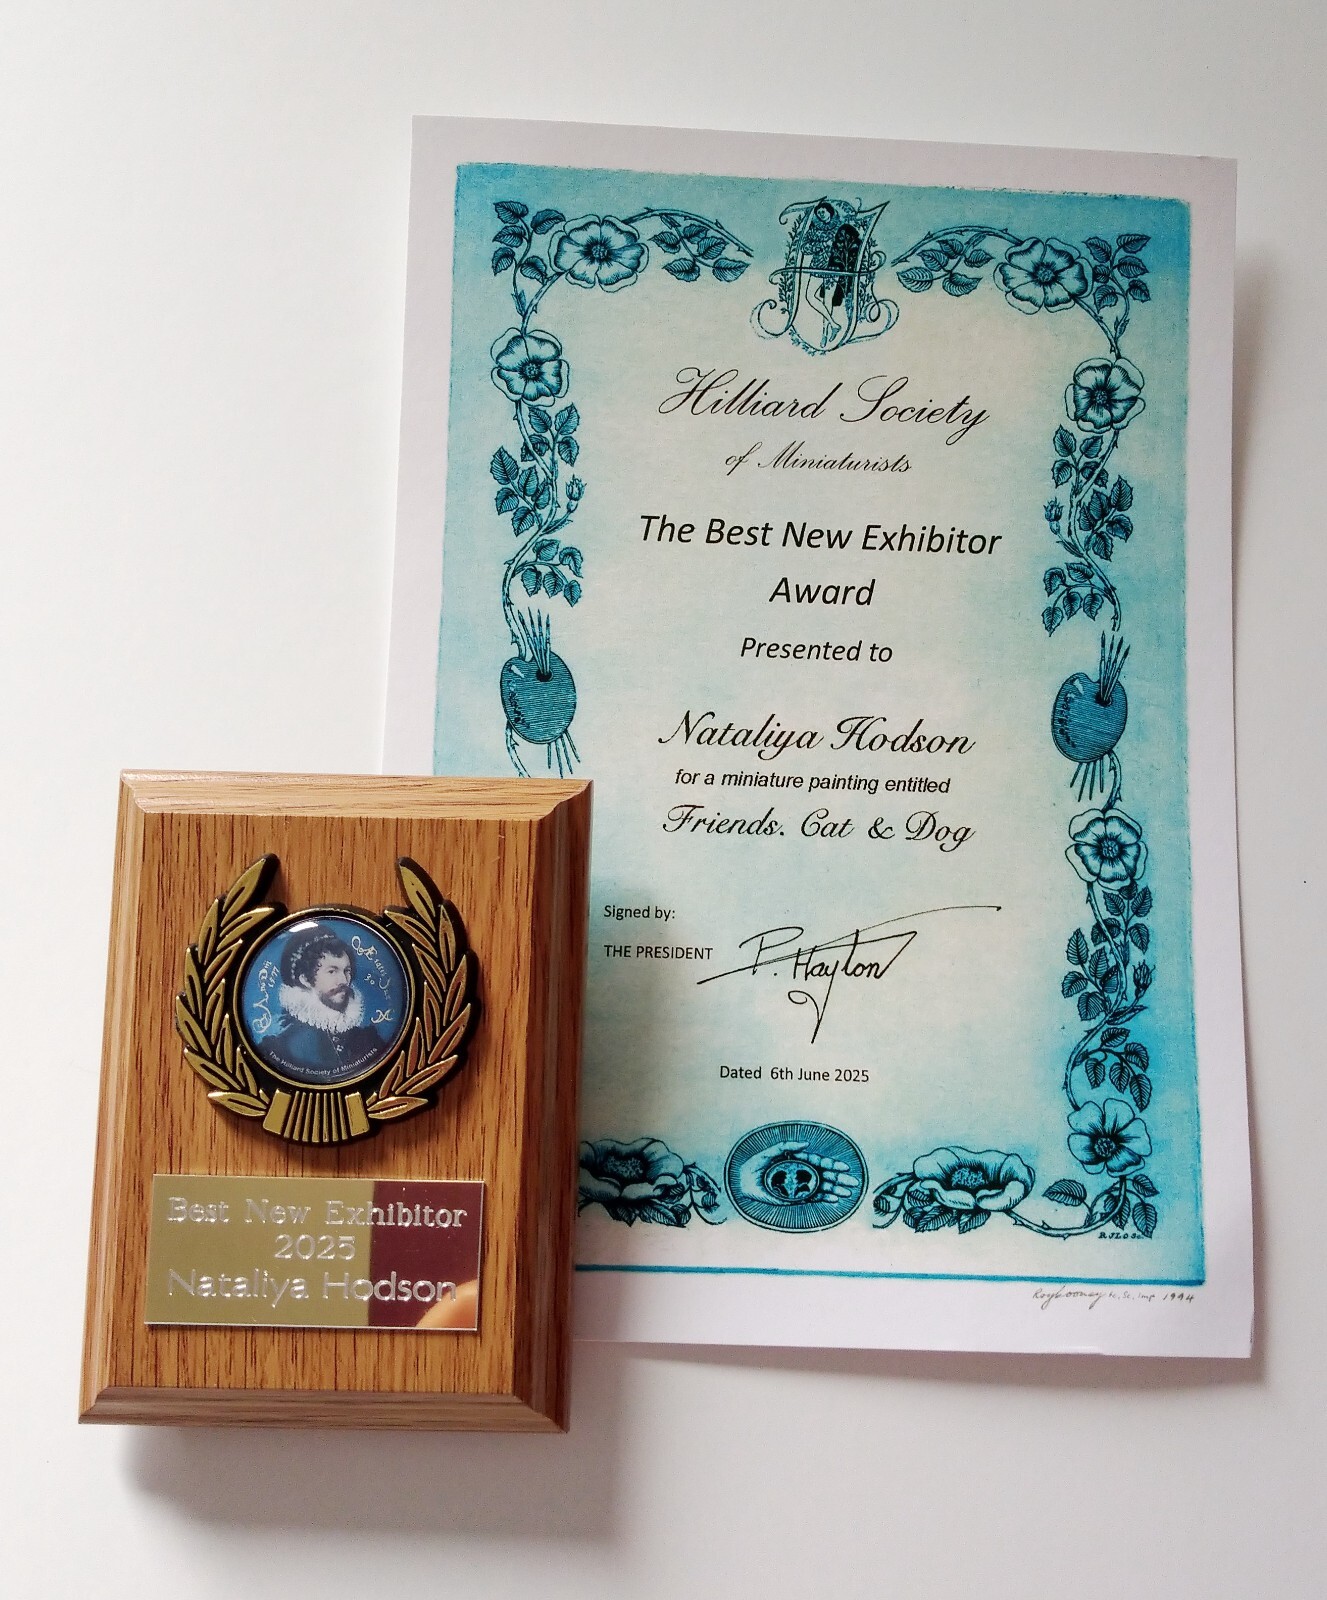 Hilliard Society
of Miniaturists
The Best New Exhibitor
Award
Presented to
Nataliya Hodson
for a miniature painting entitled
Friends. Cat & Dog
Signed by:
THE PRESIDENT
P. Hayton
Dated 6th June 2025
1994
The Hilliard Society of Miniaturists
Best New Exhibitor
2025
Nataliya Hodson